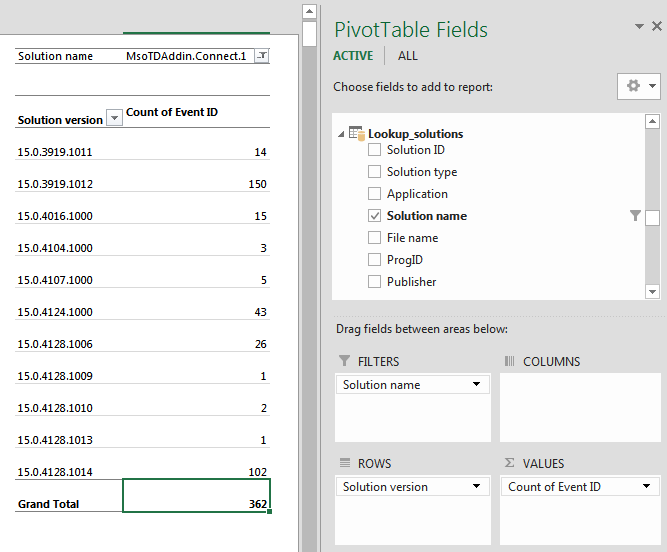 Solution name MsoTDAddin.Connect.1
Solution version Count of Event ID
15.0.3919.1011 14
15.0.3919.1012 150
15.0.4016.1000 15
15.0.4104.1000 3
15.0.4107.1000 5
15.0.4124.1000 43
15.0.4128.1006 26
15.0.4128.1009 1
15.0.4128.1010 2
15.0.4128.1013 1
15.0.4128.1014 102
Grand Total 362
PivotTable Fields
ACTIVE ALL
Choose fields to add to report:
Lookup_solutions
Solution ID
Solution type
Application
Solution name
File name
ProgID
Publisher
Drag fields between areas below:
FILTERS
Solution name
COLUMNS
ROWS
Solution version
Σ VALUES
Count of Event ID